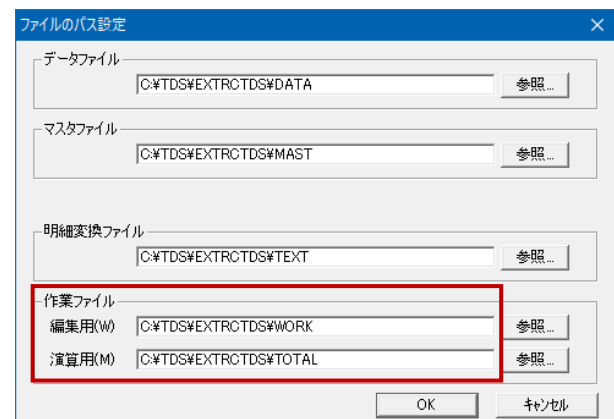 ファイルのパス設定
データファイル
C:¥TDS¥EXTRCTDS¥DATA 参照...
マスタファイル
C:¥TDS¥EXTRCTDS¥MAST 参照...
明細変換ファイル
C:¥TDS¥EXTRCTDS¥TEXT 参照...
作業ファイル
編集用(W) C:¥TDS¥EXTRCTDS¥WORK 参照...
演算用(M) C:¥TDS¥EXTRCTDS¥TOTAL 参照...
OK キャンセル